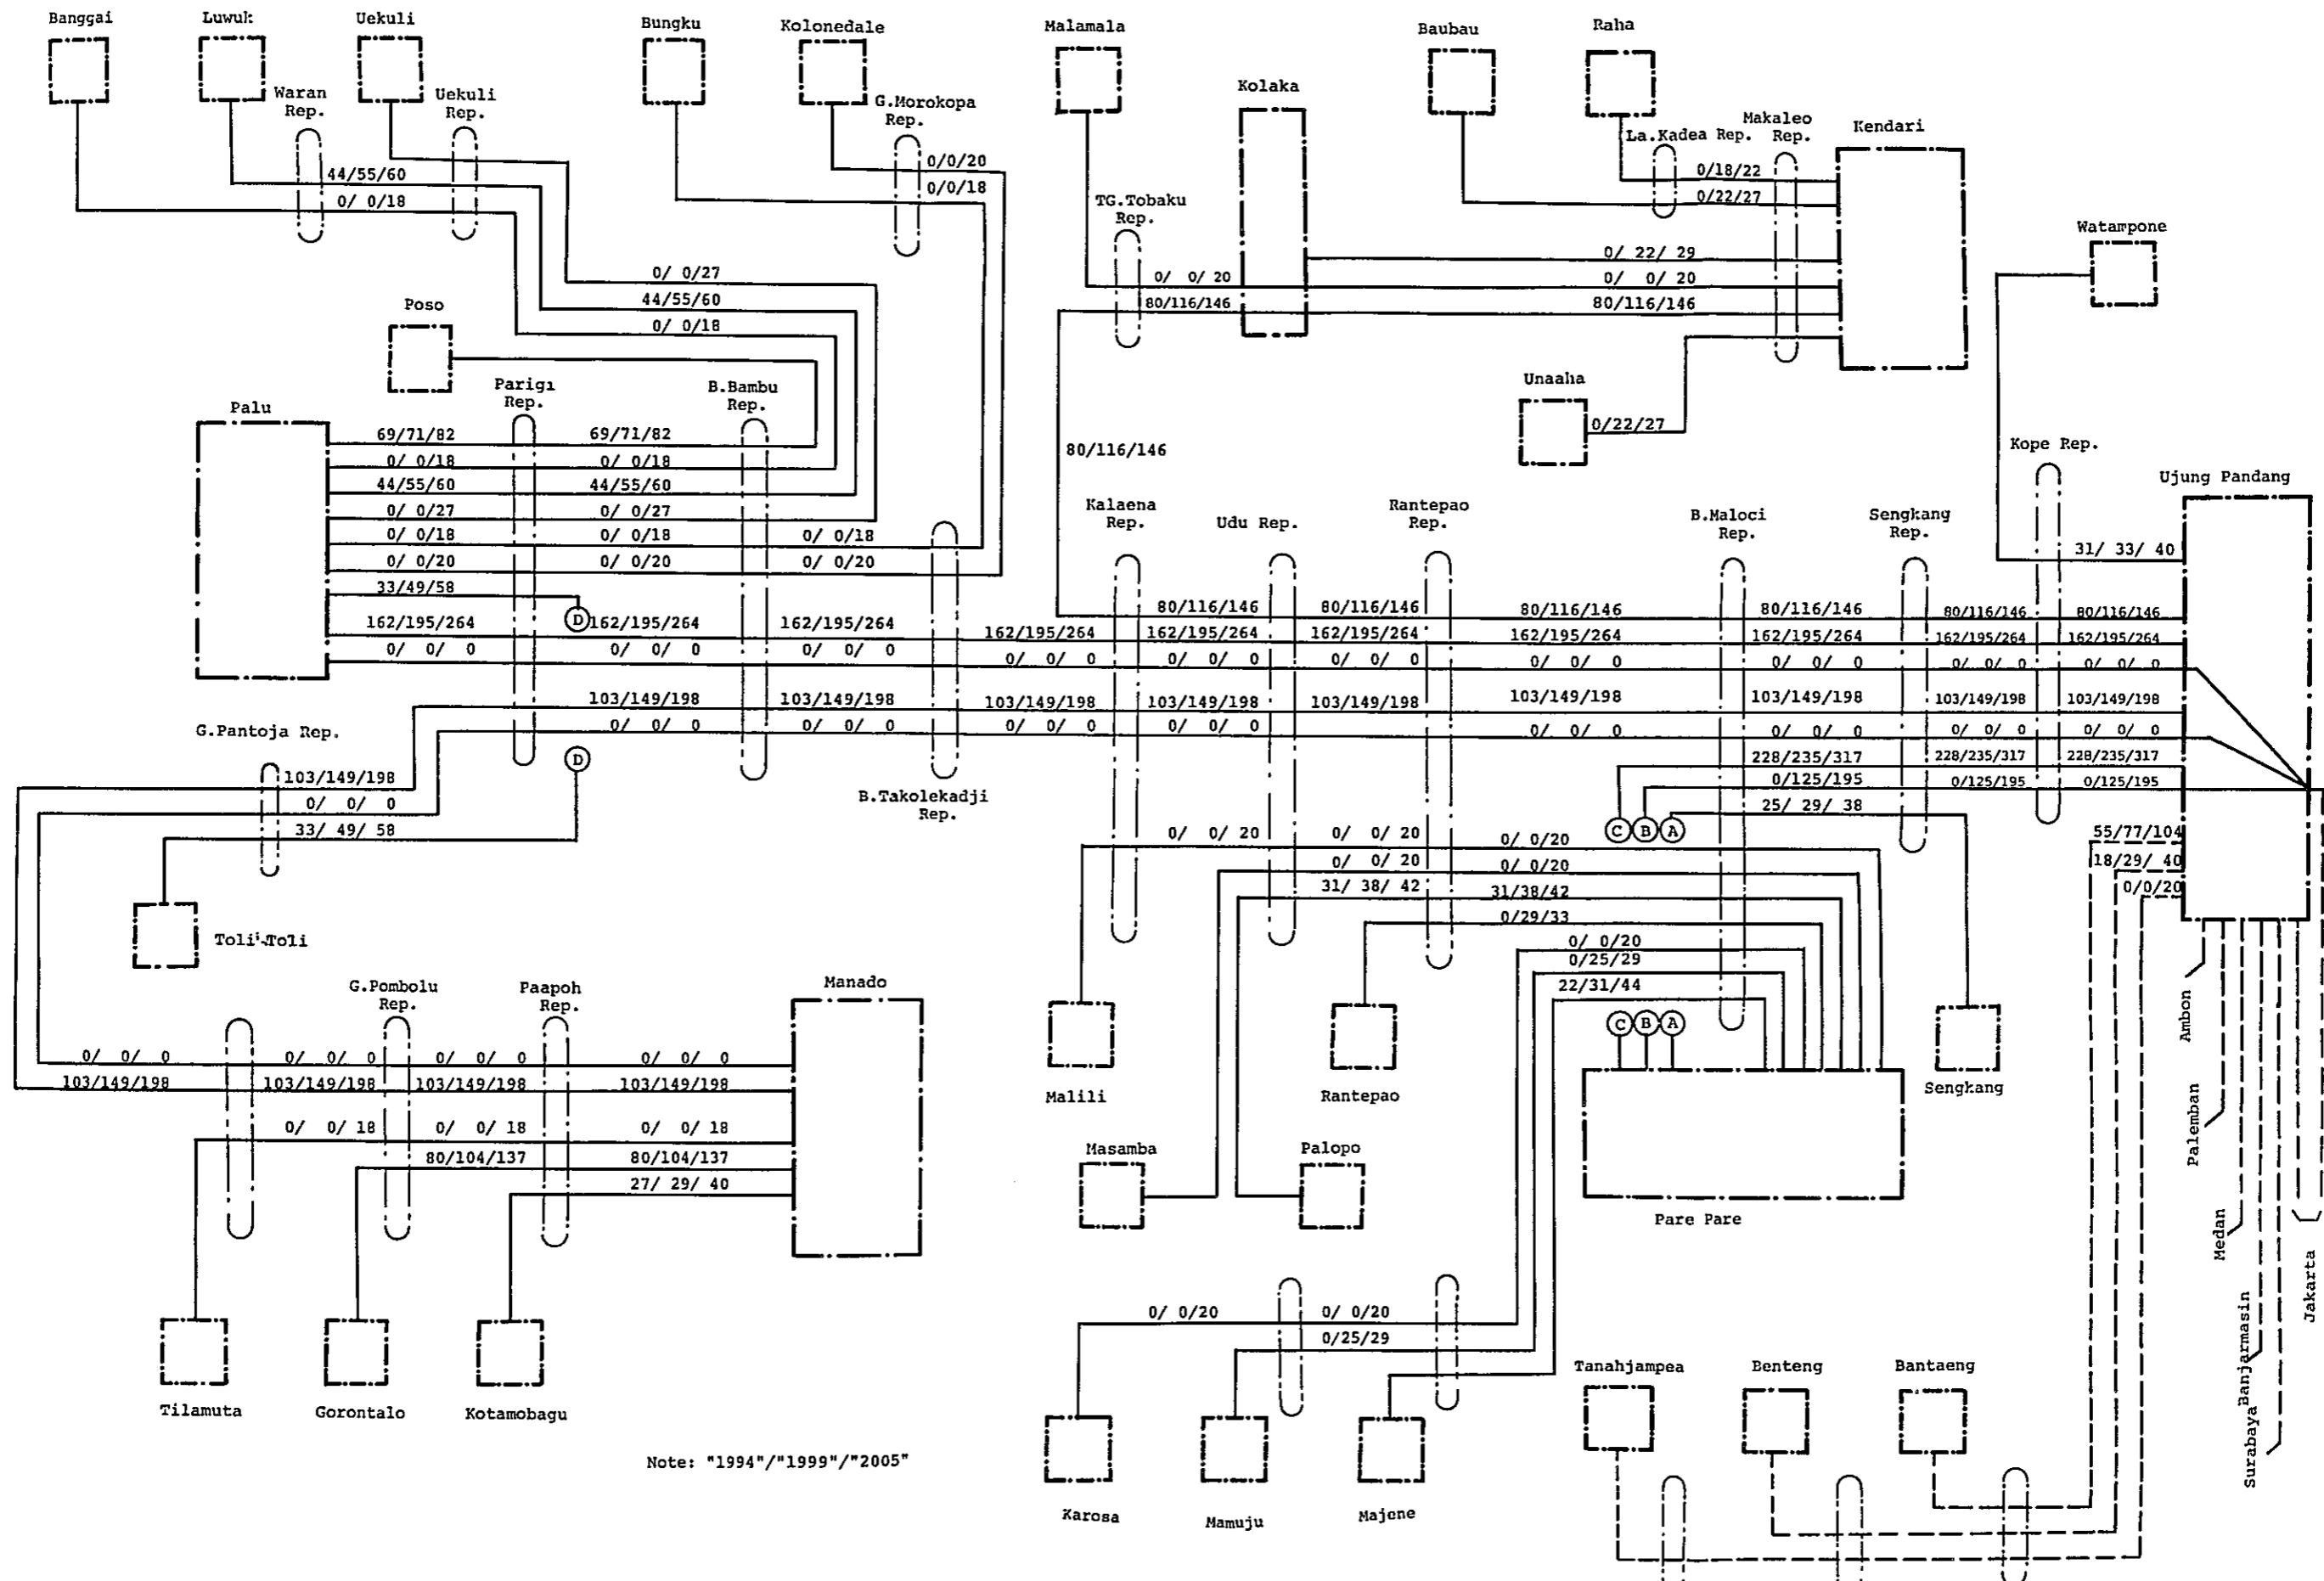 Banggai
Luwuk
Uekuli
Bungku
Kolonedale
Malamala
Baubau
Raha
Waran
Rep.
Uekuli
Rep.
G.Morokopa
Rep.
Kolaka
La.Kadea Rep.
Makaleo
Rep.
Kendari
44/55/60
0/ 0/18
0/0/20
0/0/18
TG.Tobaku
Rep.
0/18/22
0/22/27
Watampone
0/ 0/27
44/55/60
0/ 0/18
0/ 0/ 20
80/116/146
0/ 22/ 29
0/ 0/ 20
80/116/146
Poso
Palu
Parigi
Rep.
B.Bambu
Rep.
Unaaha
0/22/27
80/116/146
Kope Rep.
Ujung Pandang
69/71/82
69/71/82
0/ 0/18
0/ 0/18
44/55/60
44/55/60
0/ 0/27
0/ 0/27
0/ 0/18
0/ 0/18
0/ 0/18
0/ 0/20
0/ 0/20
0/ 0/20
33/49/58
D
Kalaena
Rep.
Udu Rep.
Rantepao
Rep.
B.Maloci
Rep.
Sengkang
Rep.
31/ 33/ 40
80/116/146
80/116/146
80/116/146
80/116/146
80/116/146
80/116/146
162/195/264
162/195/264
162/195/264
162/195/264
162/195/264
162/195/264
162/195/264
162/195/264
162/195/264
162/195/264
0/ 0/ 0
0/ 0/ 0
0/ 0/ 0
0/ 0/ 0
0/ 0/ 0
0/ 0/ 0
0/ 0/ 0
0/ 0/ 0
0/ 0/ 0
0/ 0/ 0
103/149/198
103/149/198
103/149/198
103/149/198
103/149/198
103/149/198
103/149/198
103/149/198
103/149/198
0/ 0/ 0
0/ 0/ 0
0/ 0/ 0
0/ 0/ 0
0/ 0/ 0
0/ 0/ 0
0/ 0/ 0
0/ 0/ 0
G.Pantoja Rep.
D
B.Takolekadji
Rep.
228/235/317
228/235/317
228/235/317
0/125/195
0/125/195
0/125/195
25/ 29/ 38
C B A
103/149/198
0/ 0/ 0
33/ 49/ 58
0/ 0/ 20
0/ 0/ 20
0/ 0/20
0/ 0/ 20
0/ 0/20
31/ 38/ 42
31/38/42
0/29/33
0/ 0/20
0/25/29
22/31/44
55/77/104
18/29/ 40
0/0/20
Toli-Toli
G.Pombolu
Rep.
Paapoh
Rep.
Manado
C B A
Malili
Rantepao
Sengkang
Ambon
0/ 0/ 0
0/ 0/ 0
0/ 0/ 0
0/ 0/ 0
103/149/198
103/149/198
103/149/198
103/149/198
0/ 0/ 18
0/ 0/ 18
0/ 0/ 18
80/104/137
80/104/137
27/ 29/ 40
Masamba
Palopo
Pare Pare
Palemban
Medan
Jakarta
Banjarmasin
Surabaya
0/ 0/20
0/ 0/20
0/25/29
Tilamuta
Gorontalo
Kotamobagu
Tanahjampea
Benteng
Bantaeng
Note: "1994"/"1999"/"2005"
Karosa
Mamuju
Majene